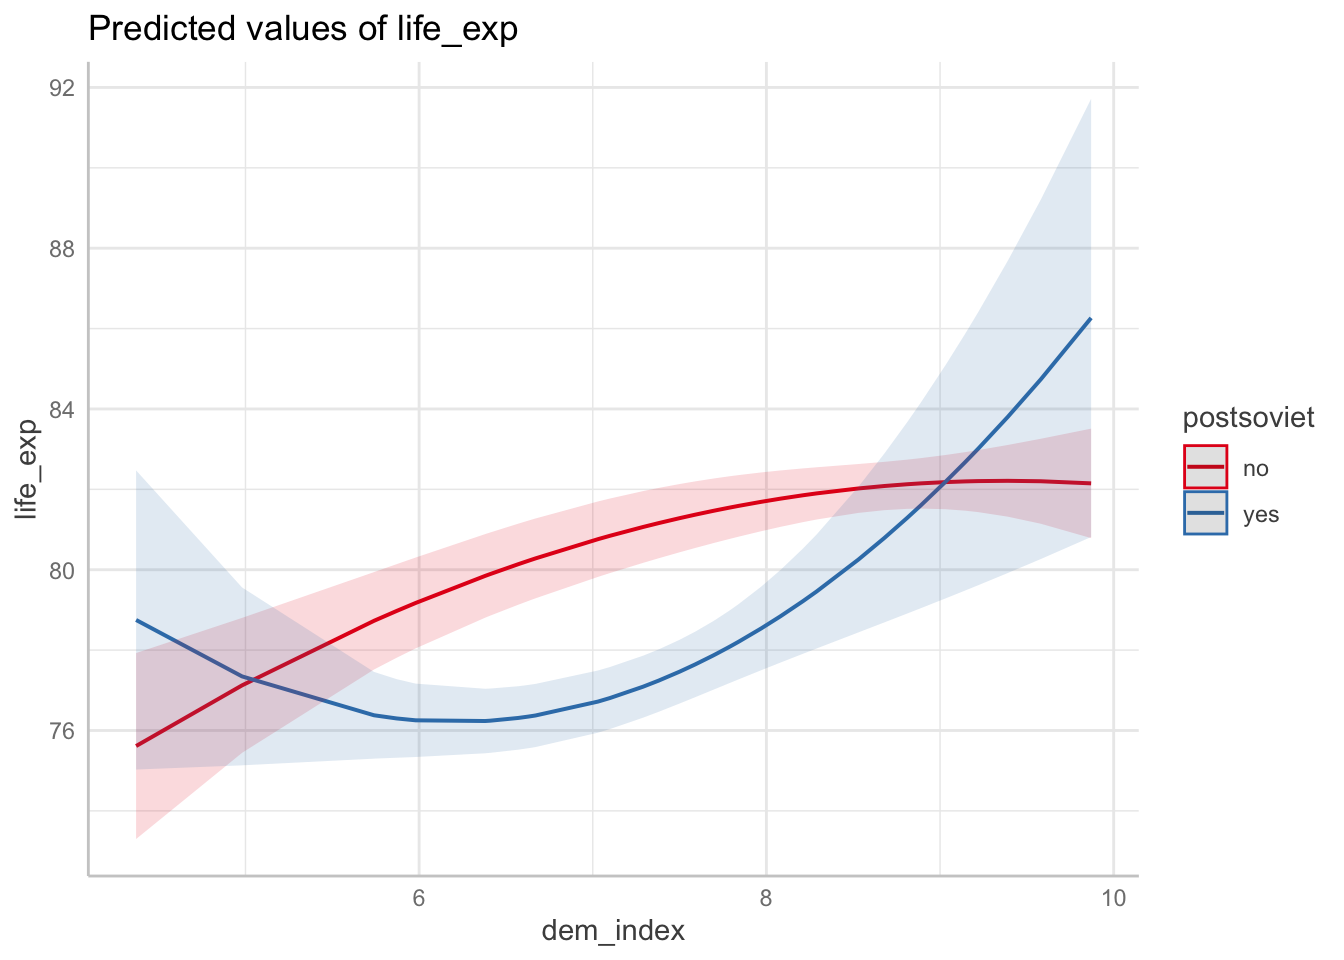 Predicted values of life_exp
92
88
84
80
76
life_exp
6
8
10
dem_index
postsoviet
no
yes